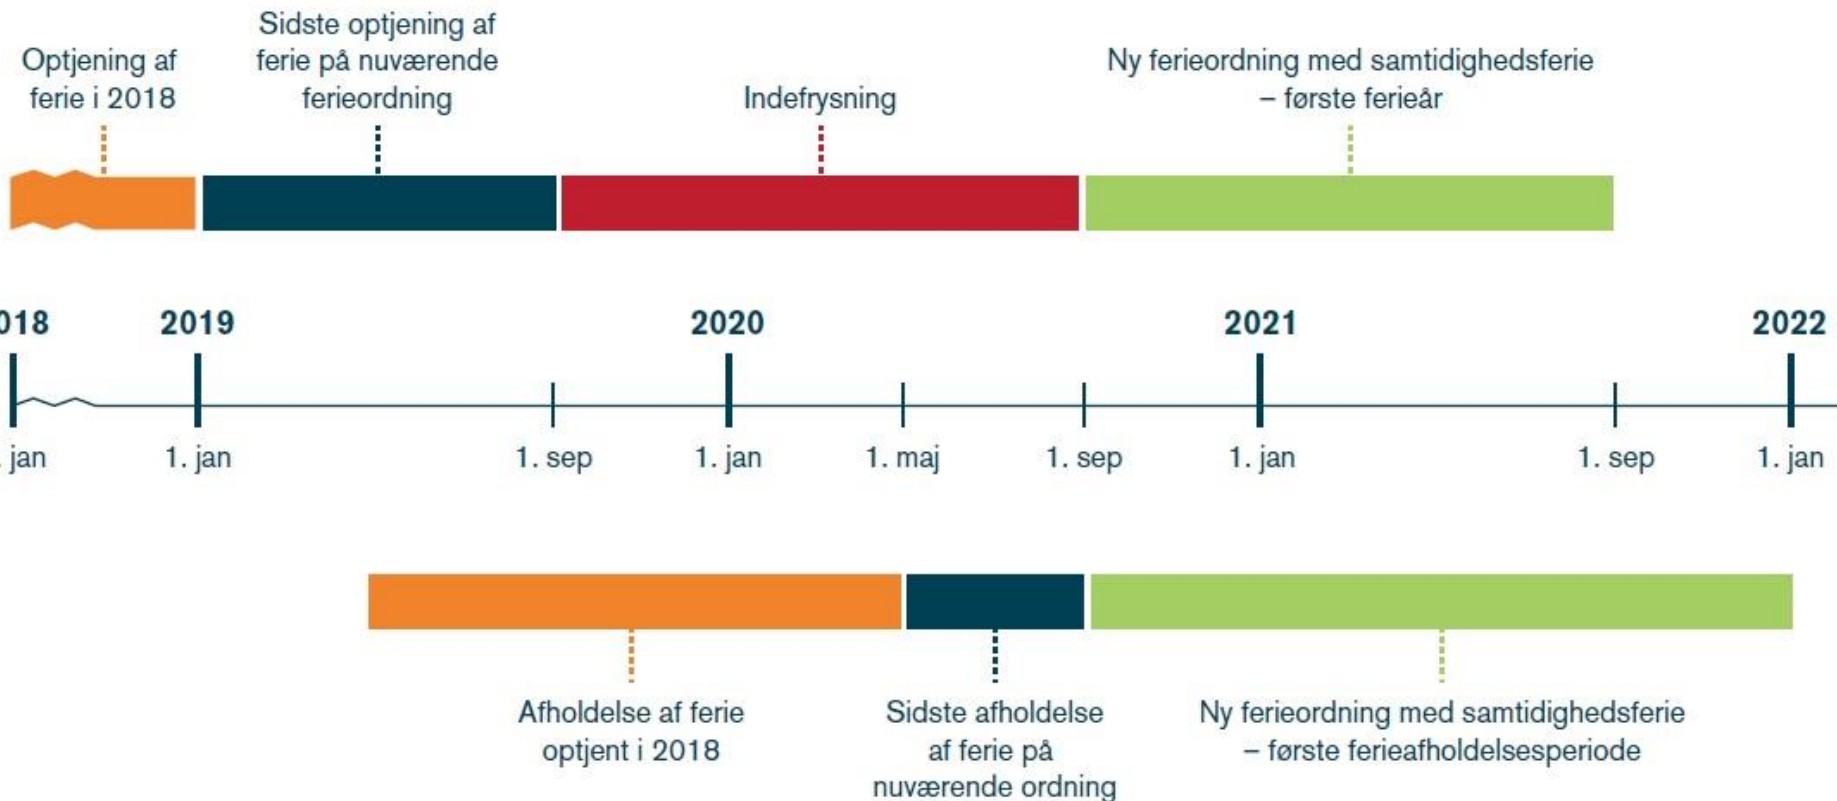 Optjening af
ferie i 2018
Sidste optjening af
ferie på nuværende
ferieordning
Indefrysning
Ny ferieordning med samtidighedsferie
– første ferieår
018
2019
2020
2021
2022
. jan
1. jan
1. sep
1. jan
1. maj
1. sep
1. jan
1. sep
1. jan
Afholdelse af ferie
optjent i 2018
Sidste afholdelse
af ferie på
nuværende ordning
Ny ferieordning med samtidighedsferie
– første ferieafholdelsesperiode